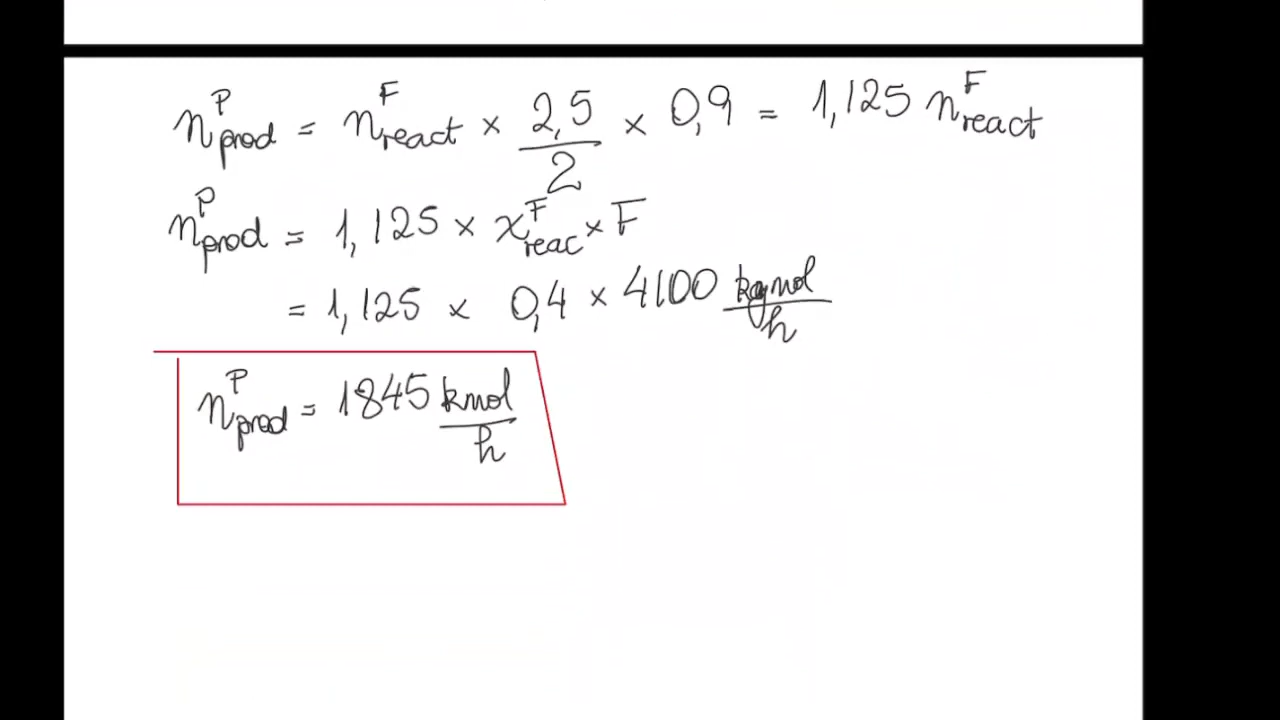 n^P_prod = n^F_react × 2,5/2 × 0,9 = 1,125 n^F_react
n^P_prod = 1,125 × x^F_reac × F
= 1,125 × 0,4 × 4100 kgmol/h
n^P_prod = 1845 kmol/h